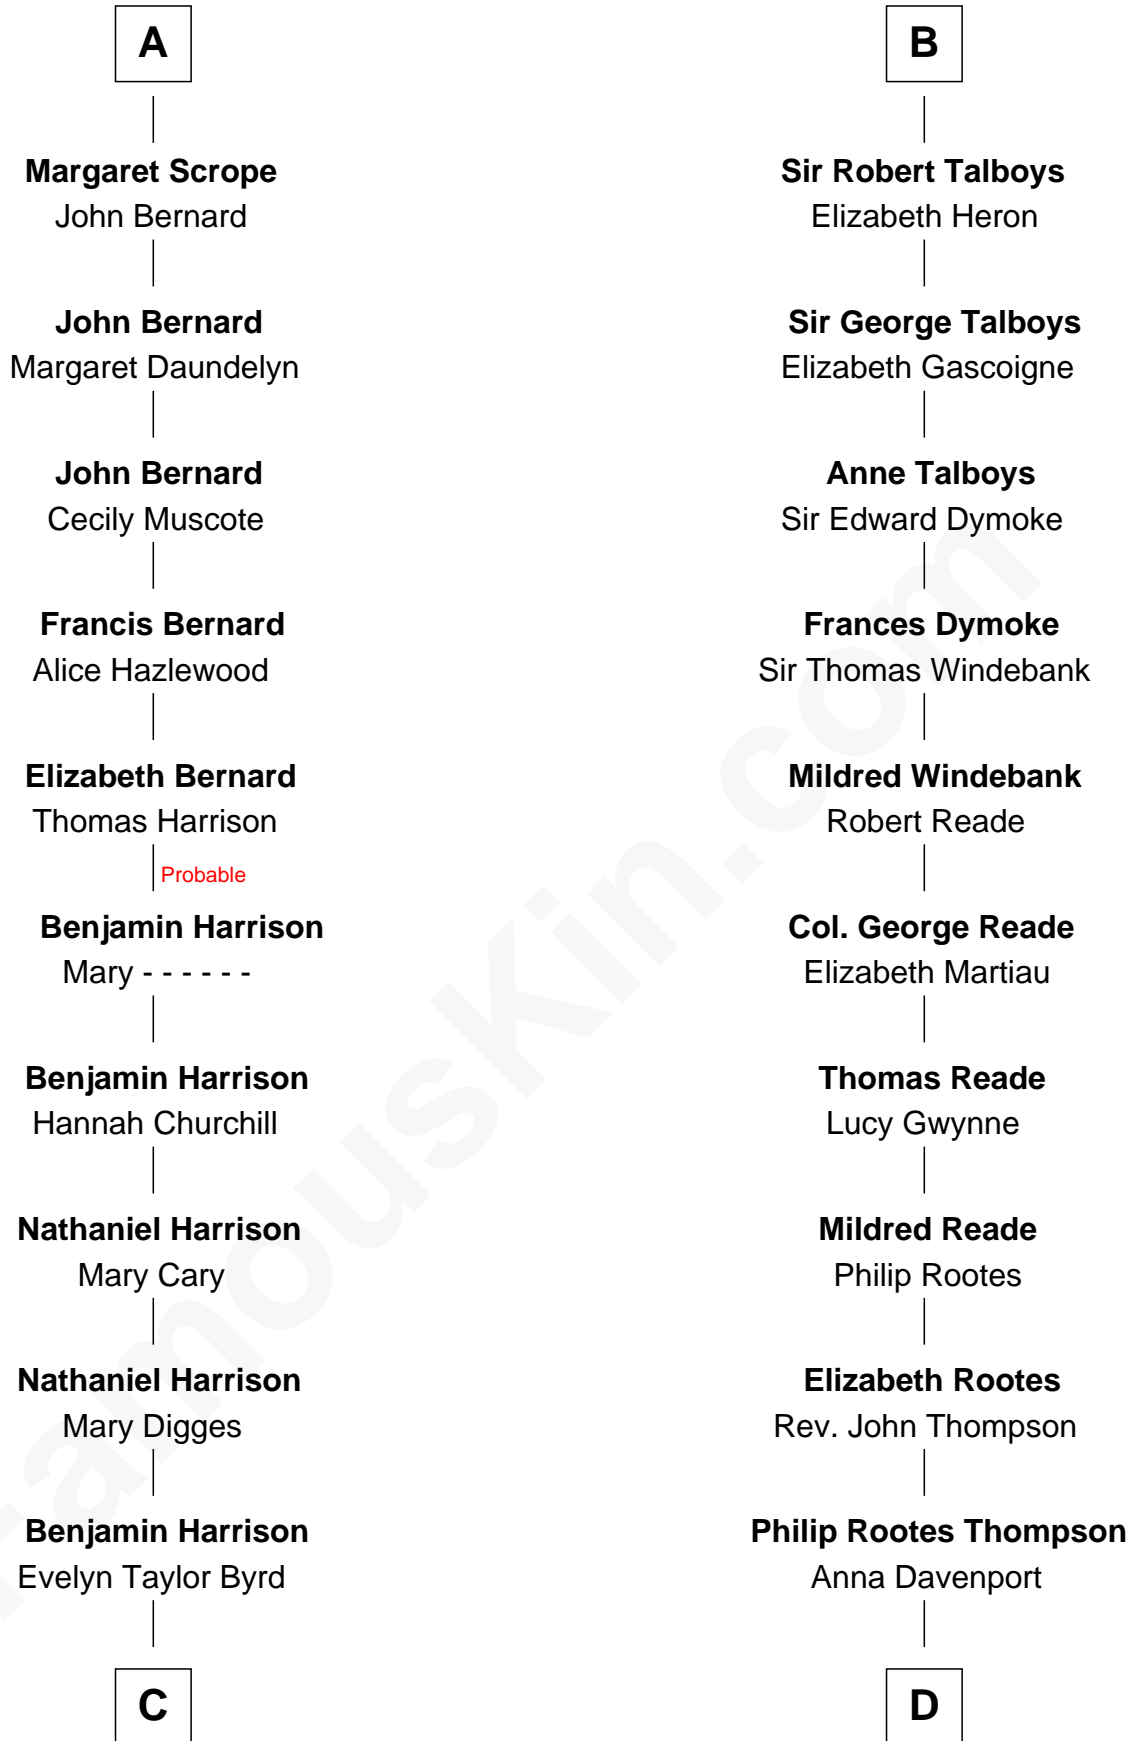 A
Margaret Scrope
John Bernard
John Bernard
Margaret Daundelyn
John Bernard
Cecily Muscote
Francis Bernard
Alice Hazlewood
Elizabeth Bernard
Thomas Harrison
Probable
Benjamin Harrison
Mary - - - - - -
Benjamin Harrison
Hannah Churchill
Nathaniel Harrison
Mary Cary
Nathaniel Harrison
Mary Digges
Benjamin Harrison
Evelyn Taylor Byrd
C
B
Sir Robert Talboys
Elizabeth Heron
Sir George Talboys
Elizabeth Gascoigne
Anne Talboys
Sir Edward Dymoke
Frances Dymoke
Sir Thomas Windebank
Mildred Windebank
Robert Reade
Col. George Reade
Elizabeth Martiau
Thomas Reade
Lucy Gwynne
Mildred Reade
Philip Rootes
Elizabeth Rootes
Rev. John Thompson
Philip Rootes Thompson
Anna Davenport
D
FamousKin.com